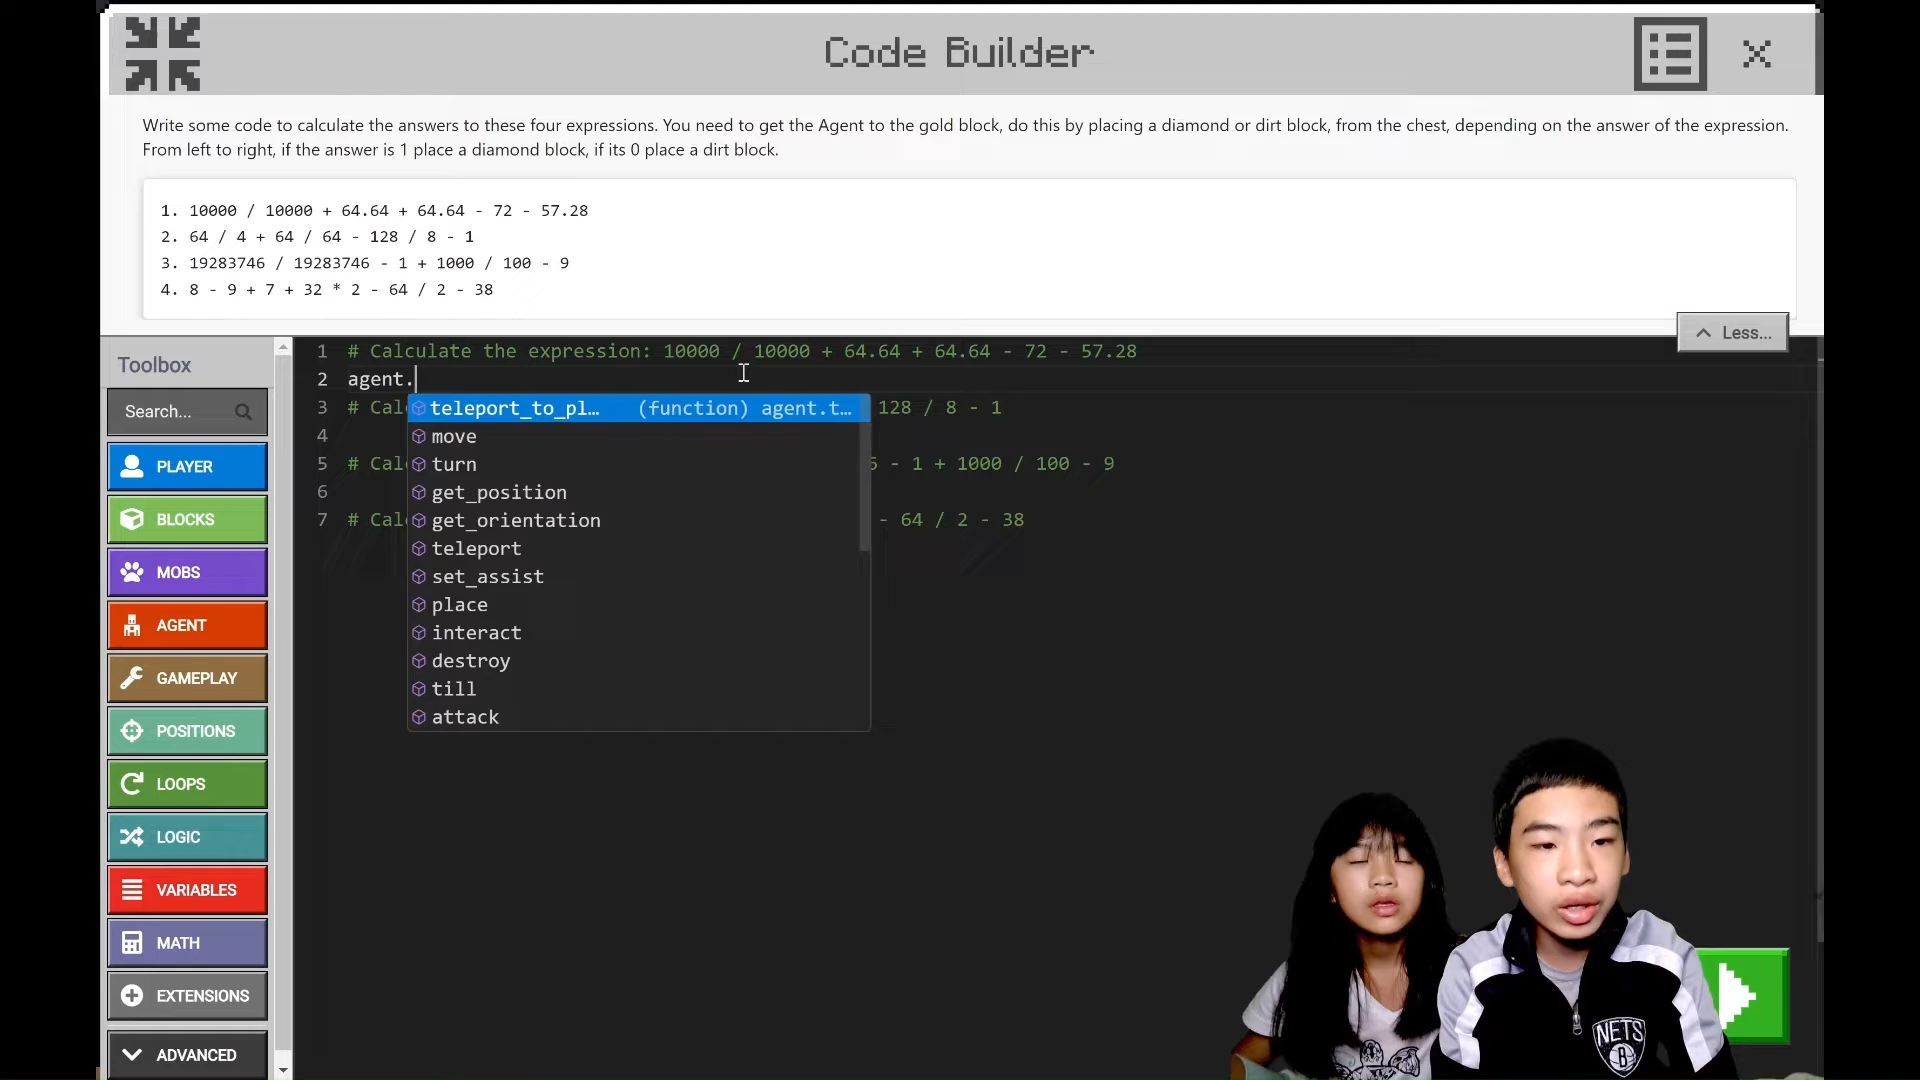 Code Builder
Write some code to calculate the answers to these four expressions. You need to get the Agent to the gold block, do this by placing a diamond or dirt block, from the chest, depending on the answer of the expression.
From left to right, if the answer is 1 place a diamond block, if its 0 place a dirt block.
1. 10000 / 10000 + 64.64 + 64.64 - 72 - 57.28
2. 64 / 4 + 64 / 64 - 128 / 8 - 1
3. 19283746 / 19283746 - 1 + 1000 / 100 - 9
4. 8 - 9 + 7 + 32 * 2 - 64 / 2 - 38
Less...
Toolbox
Search...
PLAYER
BLOCKS
MOBS
AGENT
GAMEPLAY
POSITIONS
LOOPS
LOGIC
VARIABLES
MATH
EXTENSIONS
ADVANCED
1 # Calculate the expression: 10000 / 10000 + 64.64 + 64.64 - 72 - 57.28
2 agent.
teleport_to_pl... (function) agent.t...
3 # Cal 128 / 8 - 1
move
4
turn
5 # Cal - 1 + 1000 / 100 - 9
get_position
6
get_orientation
7 # Cal - 64 / 2 - 38
teleport
set_assist
place
interact
destroy
till
attack
NETS
B